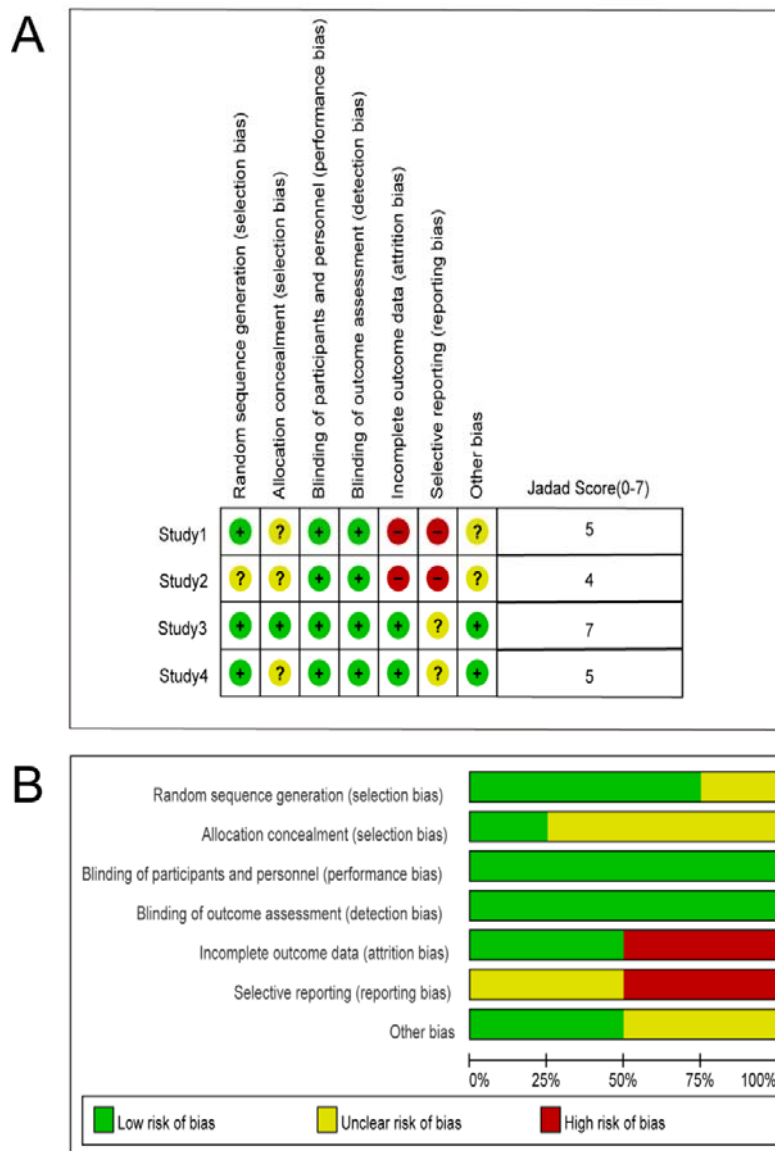 A
Random sequence generation (selection bias)
Allocation concealment (selection bias)
Blinding of participants and personnel (performance bias)
Blinding of outcome assessment (detection bias)
Incomplete outcome data (attrition bias)
Selective reporting (reporting bias)
Other bias
Jadad Score(0-7)
Study1 + ? + + − − ? 5
Study2 ? ? + + − − ? 4
Study3 + + + + + ? + 7
Study4 + ? + + + ? + 5
B
Random sequence generation (selection bias)
Allocation concealment (selection bias)
Blinding of participants and personnel (performance bias)
Blinding of outcome assessment (detection bias)
Incomplete outcome data (attrition bias)
Selective reporting (reporting bias)
Other bias
0% 25% 50% 75% 100%
Low risk of bias Unclear risk of bias High risk of bias